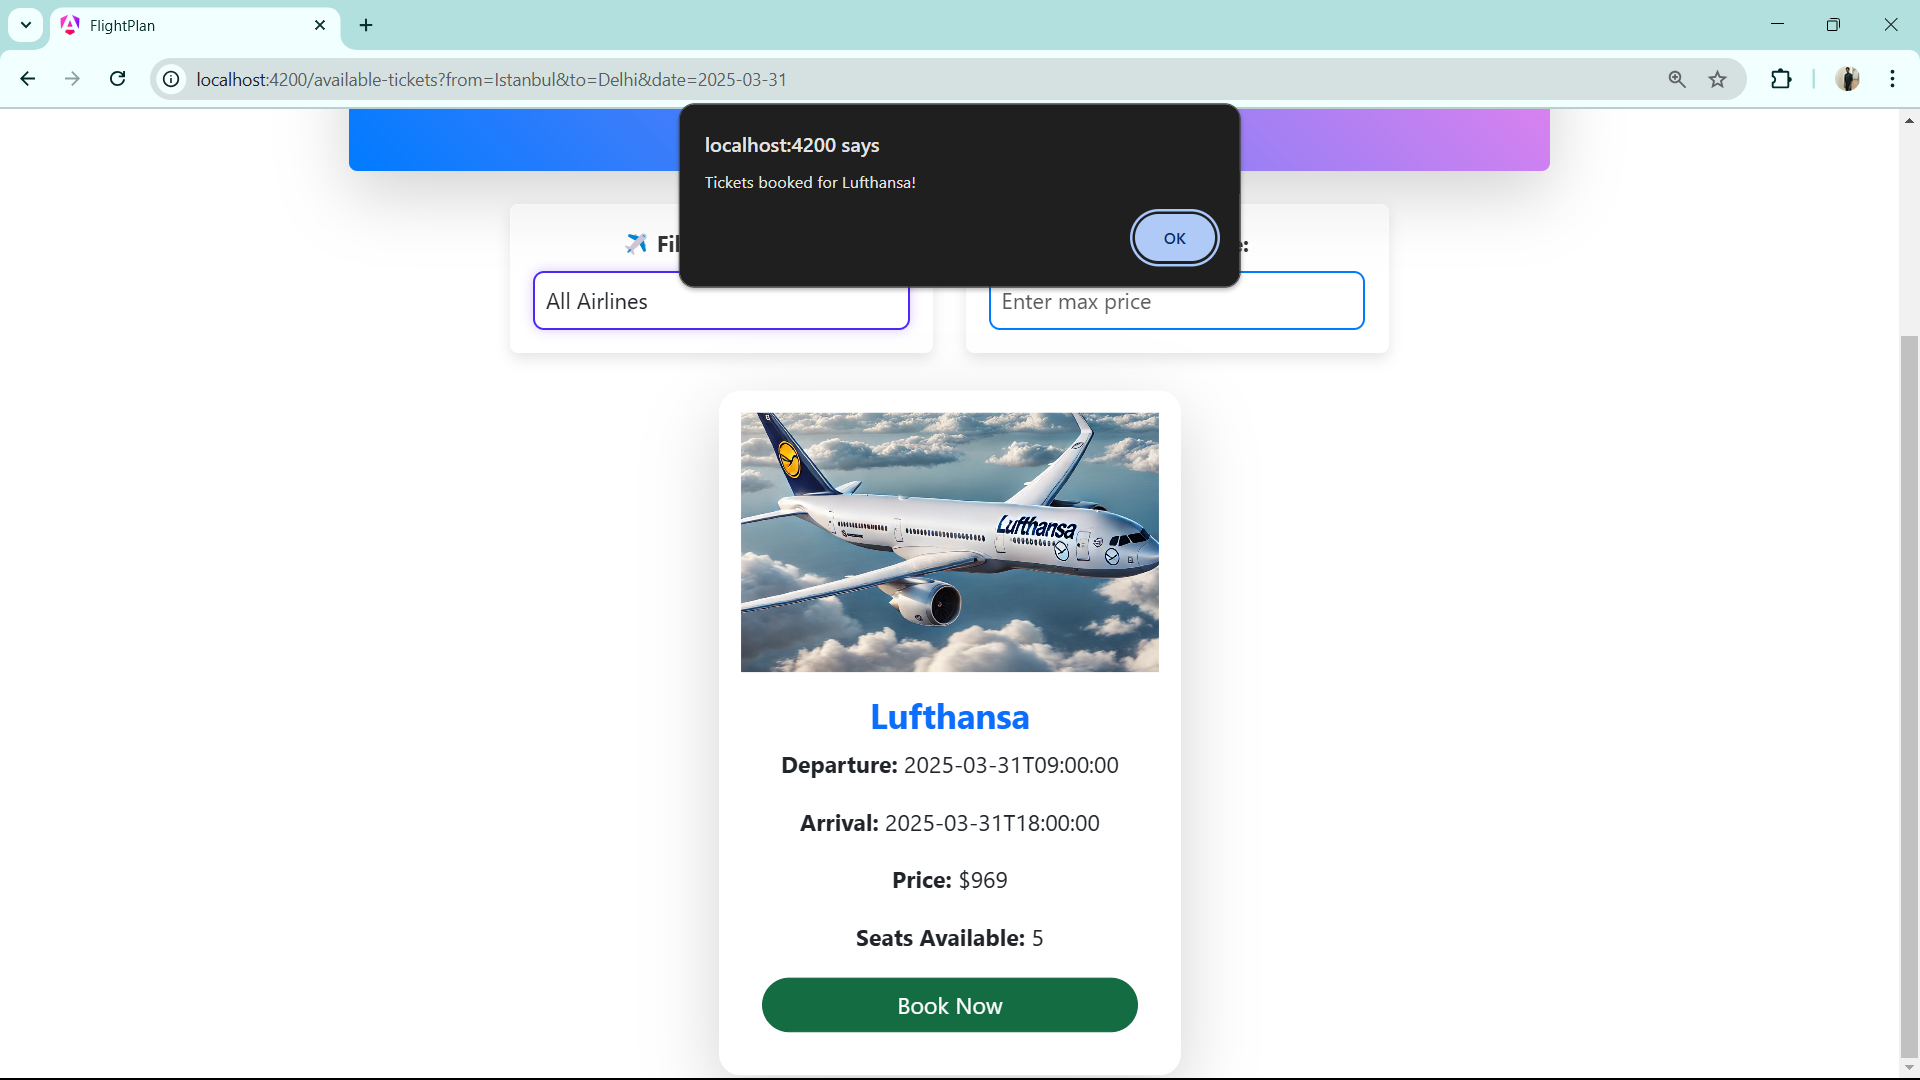 FlightPlan
localhost:4200/available-tickets?from=Istanbul&to=Delhi&date=2025-03-31
localhost:4200 says
Tickets booked for Lufthansa!
OK
✈️ Fil
e:
All Airlines
Enter max price
Lufthansa
Lufthansa
Departure: 2025-03-31T09:00:00
Arrival: 2025-03-31T18:00:00
Price: $969
Seats Available: 5
Book Now